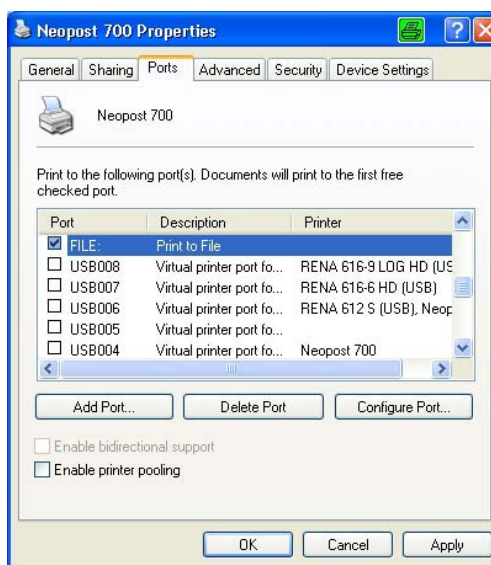 Neopost 700 Properties
General Sharing Ports Advanced Security Device Settings
Neopost 700
Print to the following port(s). Documents will print to the first free
checked port.
Port Description Printer
FILE: Print to File
USB008 Virtual printer port fo... RENA 616-9 LOG HD (US
USB007 Virtual printer port fo... RENA 616-6 HD (USB)
USB006 Virtual printer port fo... RENA 612 S (USB), Neop
USB005 Virtual printer port fo...
USB004 Virtual printer port fo... Neopost 700
Add Port... Delete Port Configure Port...
Enable bidirectional support
Enable printer pooling
OK Cancel Apply